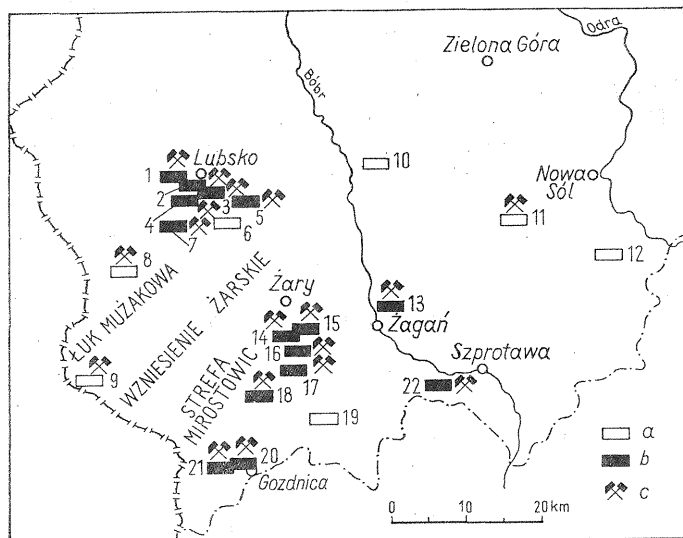 Odra
Zielona Góra
Bóbr
Lubsko
1
2
3
4
5
6
7
8
9
10
Nowa
Sól
11
12
13
Żagań
Żary
14
15
16
17
18
19
Szprotawa
22
20
21
Gozdnica
ŁUK MUŻAKOWA
WZNIESIENIE ŻARSKIE
STREFA
MIROSTOWIC
a
b
c
0 10 20 km